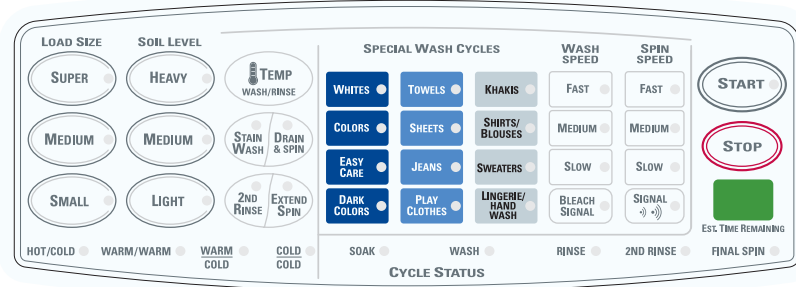 LOAD SIZE
SOIL LEVEL
SUPER
HEAVY
MEDIUM
MEDIUM
SMALL
LIGHT
TEMP
WASH/RINSE
STAIN
WASH
DRAIN
& SPIN
2ND
RINSE
EXTEND
SPIN
SPECIAL WASH CYCLES
WHITES
TOWELS
KHAKIS
COLORS
SHEETS
SHIRTS/
BLOUSES
EASY
CARE
JEANS
SWEATERS
DARK
COLORS
PLAY
CLOTHES
LINGERIE/
HAND
WASH
WASH
SPEED
FAST
MEDIUM
SLOW
BLEACH
SIGNAL
SPIN
SPEED
FAST
MEDIUM
SLOW
SIGNAL
START
STOP
EST. TIME REMAINING
HOT/COLD
WARM/WARM
WARM
COLD
COLD
COLD
SOAK
WASH
RINSE
2ND RINSE
FINAL SPIN
CYCLE STATUS